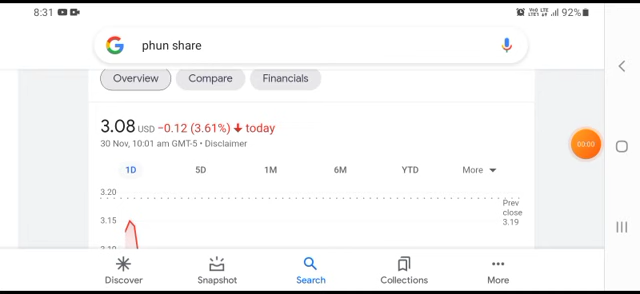 8:31
92%
phun share
Overview Compare Financials
3.08 USD −0.12 (3.61%) ↓ today
30 Nov, 10:01 am GMT-5 • Disclaimer
1D 5D 1M 6M YTD More
3.20
Prev
close
3.19
3.15
3.10
00:00
Discover Snapshot Search Collections More